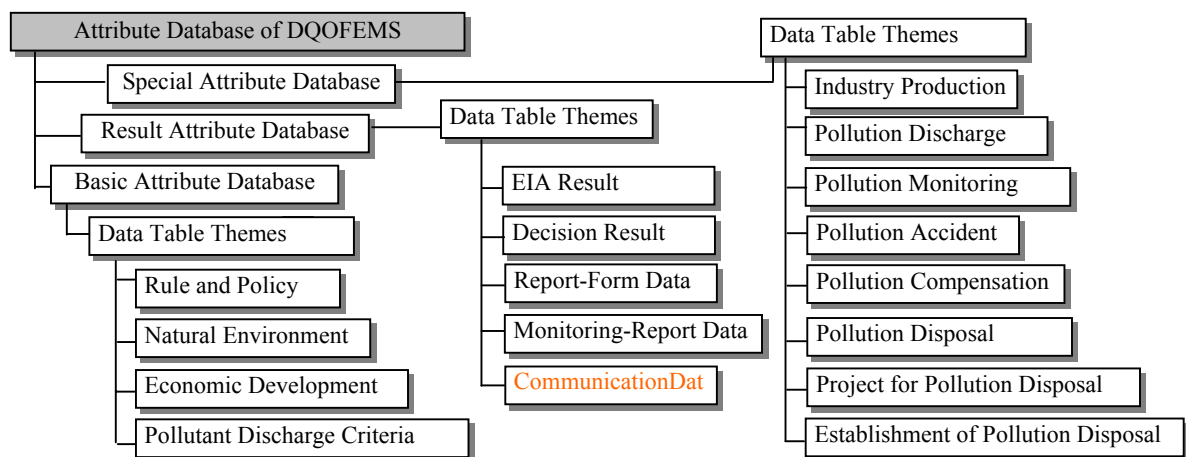 Attribute Database of DQOFEMS
Special Attribute Database
Result Attribute Database
Basic Attribute Database
Data Table Themes
Rule and Policy
Natural Environment
Economic Development
Pollutant Discharge Criteria
Data Table Themes
EIA Result
Decision Result
Report-Form Data
Monitoring-Report Data
CommunicationDat
Data Table Themes
Industry Production
Pollution Discharge
Pollution Monitoring
Pollution Accident
Pollution Compensation
Pollution Disposal
Project for Pollution Disposal
Establishment of Pollution Disposal